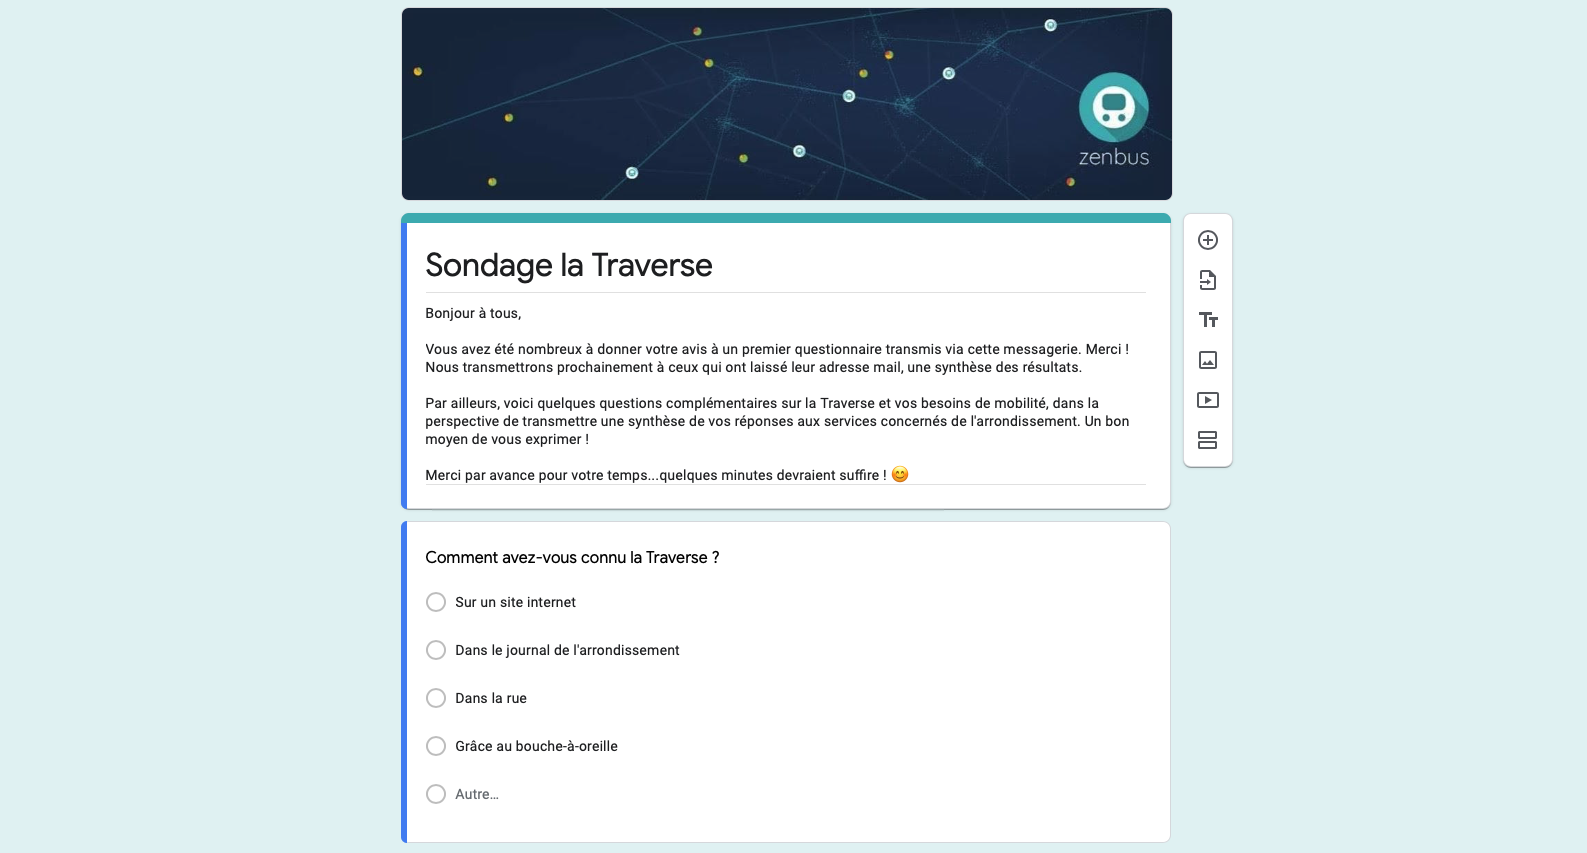 zenbus
Sondage la Traverse
Bonjour à tous,
Vous avez été nombreux à donner votre avis à un premier questionnaire transmis via cette messagerie. Merci !
Nous transmettrons prochainement à ceux qui ont laissé leur adresse mail, une synthèse des résultats.
Par ailleurs, voici quelques questions complémentaires sur la Traverse et vos besoins de mobilité, dans la
perspective de transmettre une synthèse de vos réponses aux services concernés de l'arrondissement. Un bon
moyen de vous exprimer !
Merci par avance pour votre temps...quelques minutes devraient suffire ! 😊
Comment avez-vous connu la Traverse ?
Sur un site internet
Dans le journal de l'arrondissement
Dans la rue
Grâce au bouche-à-oreille
Autre…